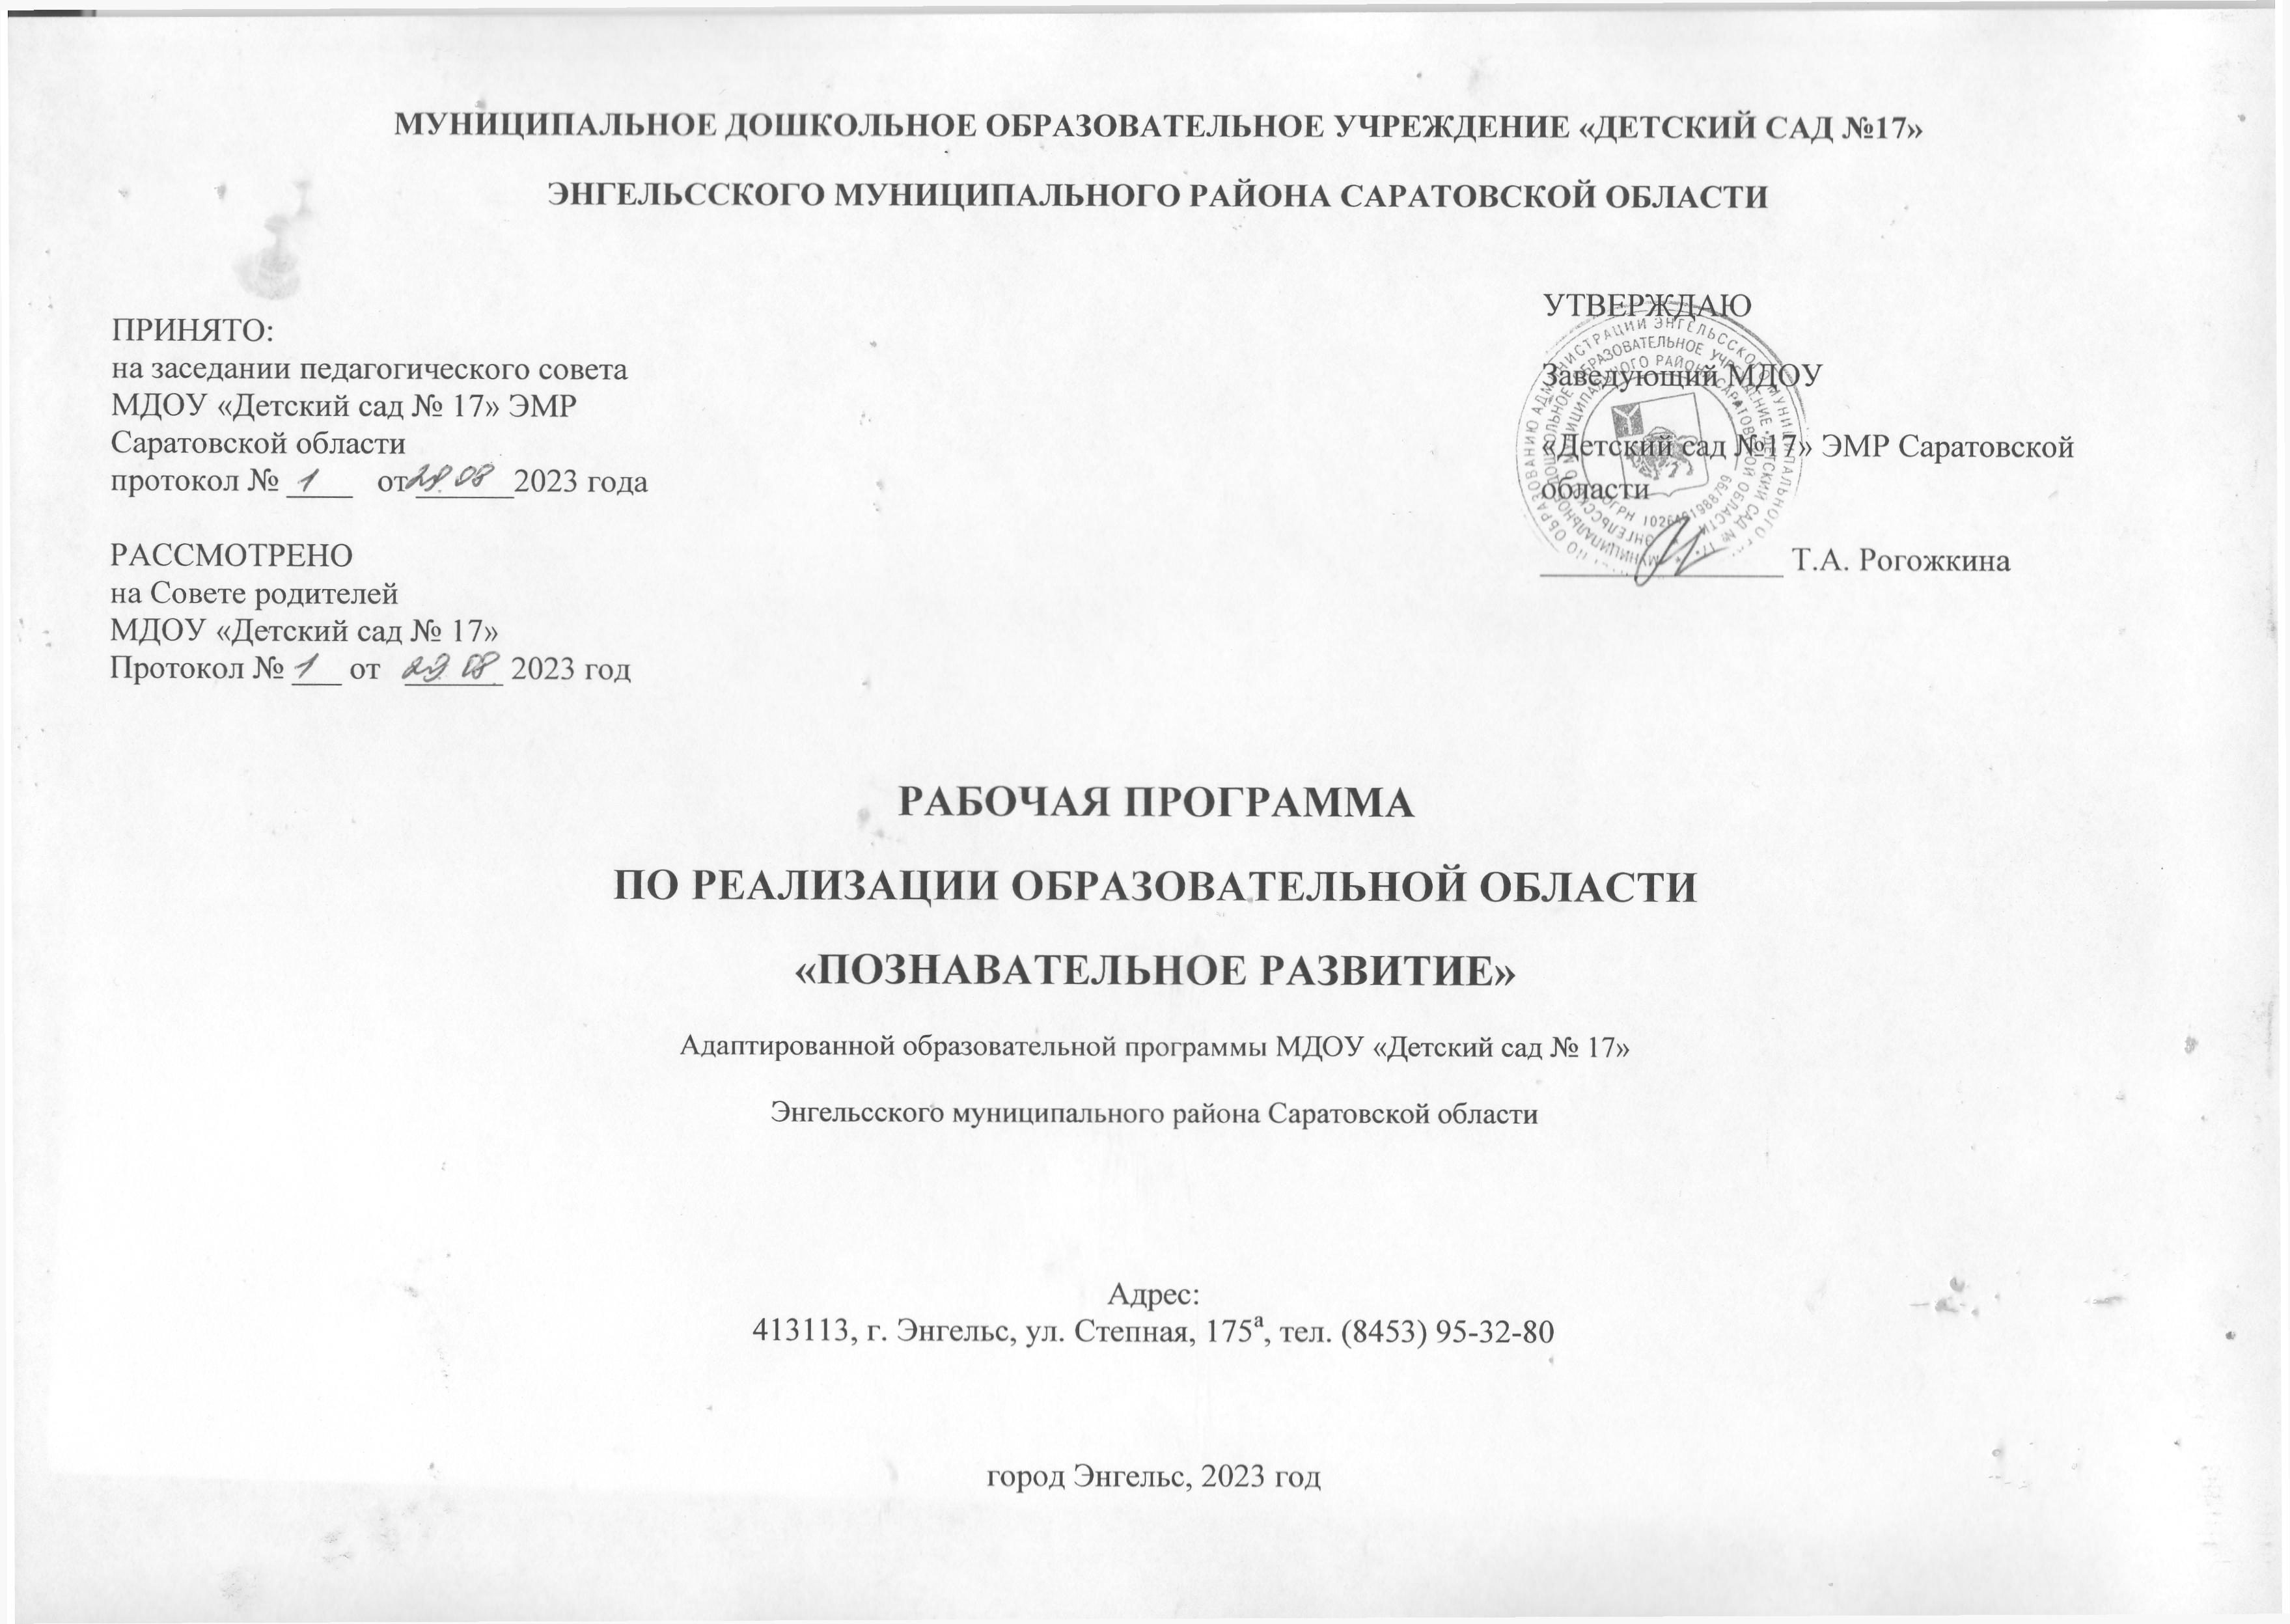 МУНИЦИПАЛЬНОЕ ДОШКОЛЬНОЕ ОБРАЗОВАТЕЛЬНОЕ УЧРЕЖДЕНИЕ «ДЕТСКИЙ САД №17»
ЭНГЕЛЬССКОГО МУНИЦИПАЛЬНОГО РАЙОНА САРАТОВСКОЙ ОБЛАСТИ
ПРИНЯТО:
на заседании педагогического совета
МДОУ «Детский сад № 17» ЭМР
Саратовской области
протокол № 1 от 28.08 2023 года
РАССМОТРЕНО
на Совете родителей
МДОУ «Детский сад № 17»
Протокол № 1 от 29.08 2023 год
УТВЕРЖДАЮ
Заведующий МДОУ
«Детский сад №17» ЭМР Саратовской
области
Т.А. Рогожкина
РАБОЧАЯ ПРОГРАММА
ПО РЕАЛИЗАЦИИ ОБРАЗОВАТЕЛЬНОЙ ОБЛАСТИ
«ПОЗНАВАТЕЛЬНОЕ РАЗВИТИЕ»
Адаптированной образовательной программы МДОУ «Детский сад № 17»
Энгельсского муниципального района Саратовской области
Адрес:
413113, г. Энгельс, ул. Степная, 175а, тел. (8453) 95-32-80
город Энгельс, 2023 год